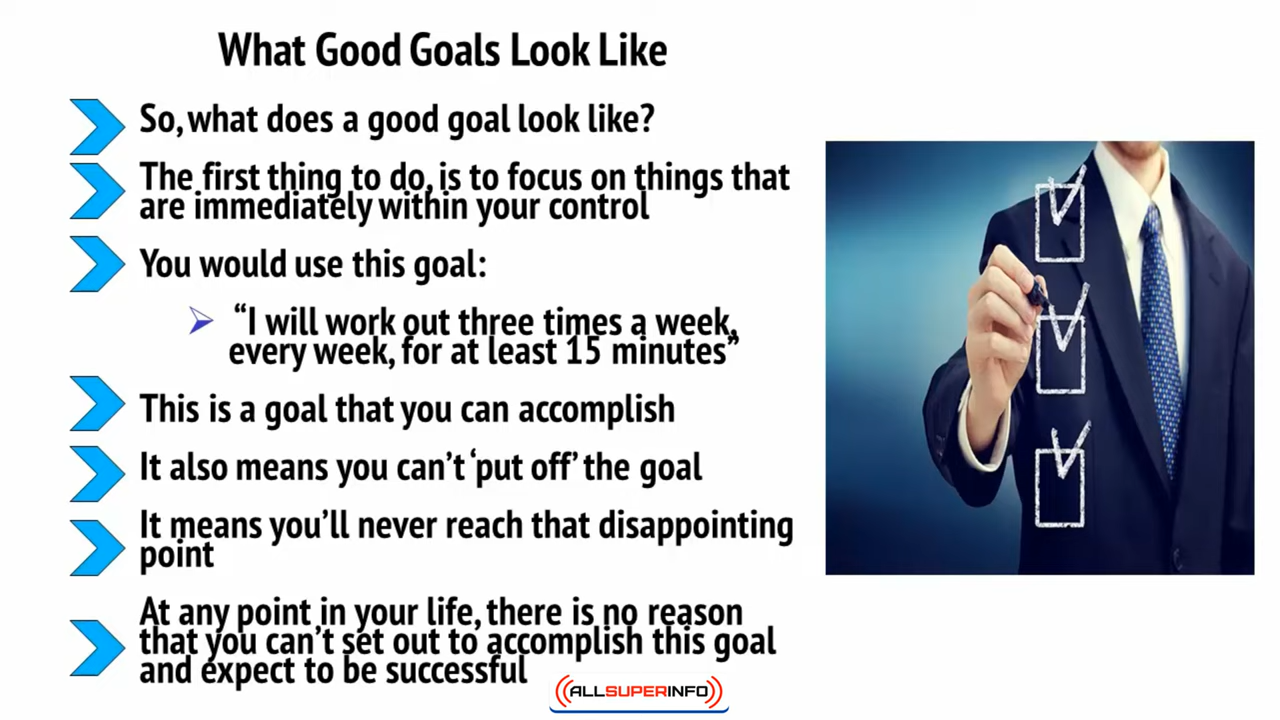 What Good Goals Look Like
So, what does a good goal look like?
The first thing to do, is to focus on things that
are immediately within your control
You would use this goal:
“I will work out three times a week,
every week, for at least 15 minutes”
This is a goal that you can accomplish
It also means you can’t ‘put off’ the goal
It means you’ll never reach that disappointing
point
At any point in your life, there is no reason
that you can’t set out to accomplish this goal
and expect to be successful
ALLSUPERINFO